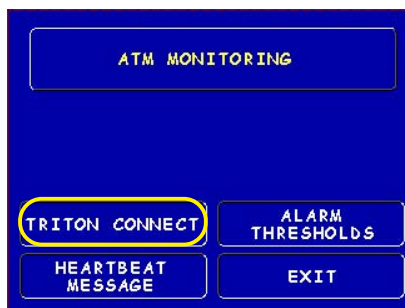 ATM MONITORING
TRITON CONNECT
ALARM
THRESHOLDS
HEARTBEAT
MESSAGE
EXIT